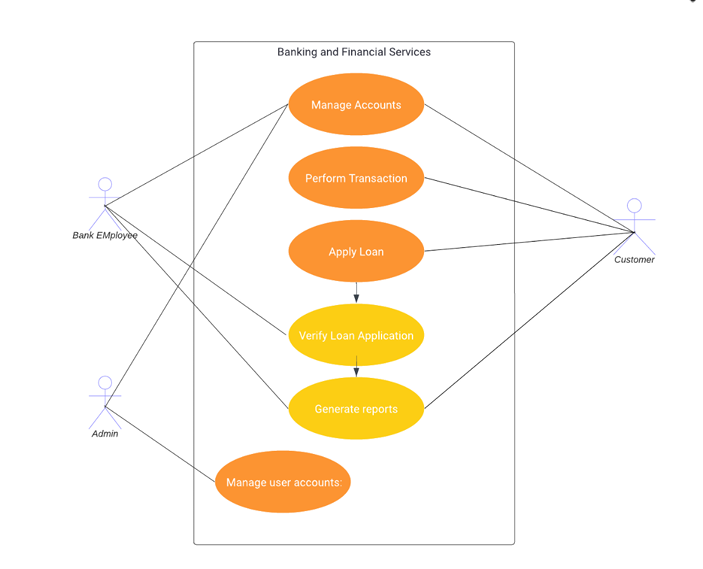 Banking and Financial Services
Manage Accounts
Perform Transaction
Bank EMployee
Apply Loan
Customer
Verify Loan Application
Generate reports
Admin
Manage user accounts: